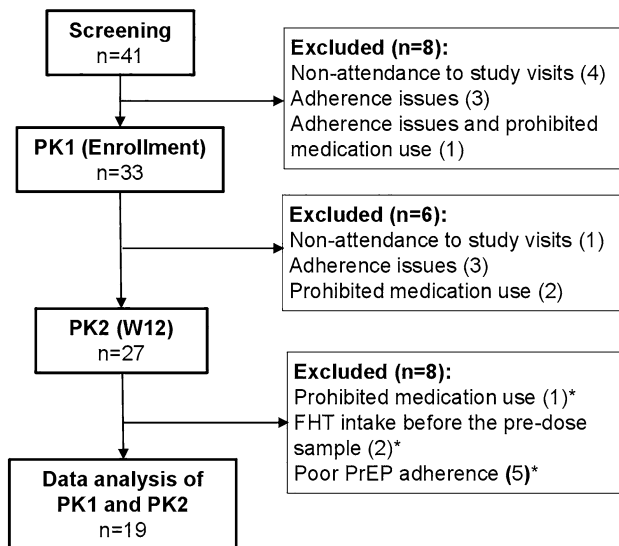 Screening
n=41
Excluded (n=8):
Non-attendance to study visits (4)
Adherence issues (3)
Adherence issues and prohibited
medication use (1)
PK1 (Enrollment)
n=33
Excluded (n=6):
Non-attendance to study visits (1)
Adherence issues (3)
Prohibited medication use (2)
PK2 (W12)
n=27
Excluded (n=8):
Prohibited medication use (1)*
FHT intake before the pre-dose
sample (2)*
Poor PrEP adherence (5)*
Data analysis of
PK1 and PK2
n=19